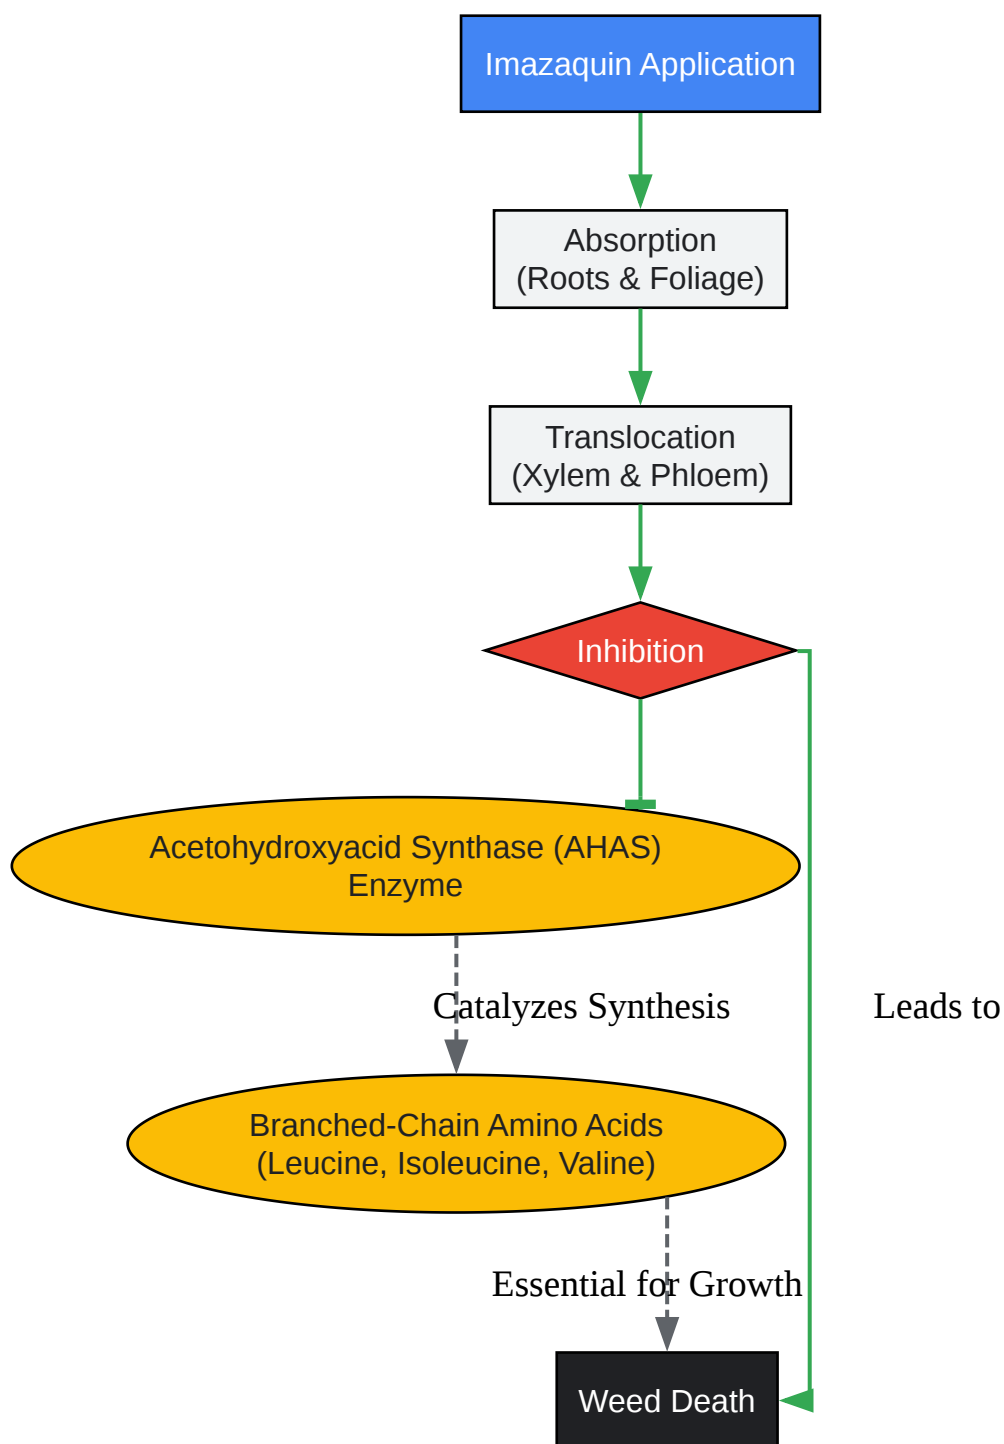 Imazaquin Application
Absorption
(Roots & Foliage)
Translocation
(Xylem & Phloem)
Inhibition
Acetohydroxyacid Synthase (AHAS)
Enzyme
Catalyzes Synthesis
Leads to
Branched-Chain Amino Acids
(Leucine, Isoleucine, Valine)
Essential for Growth
Weed Death